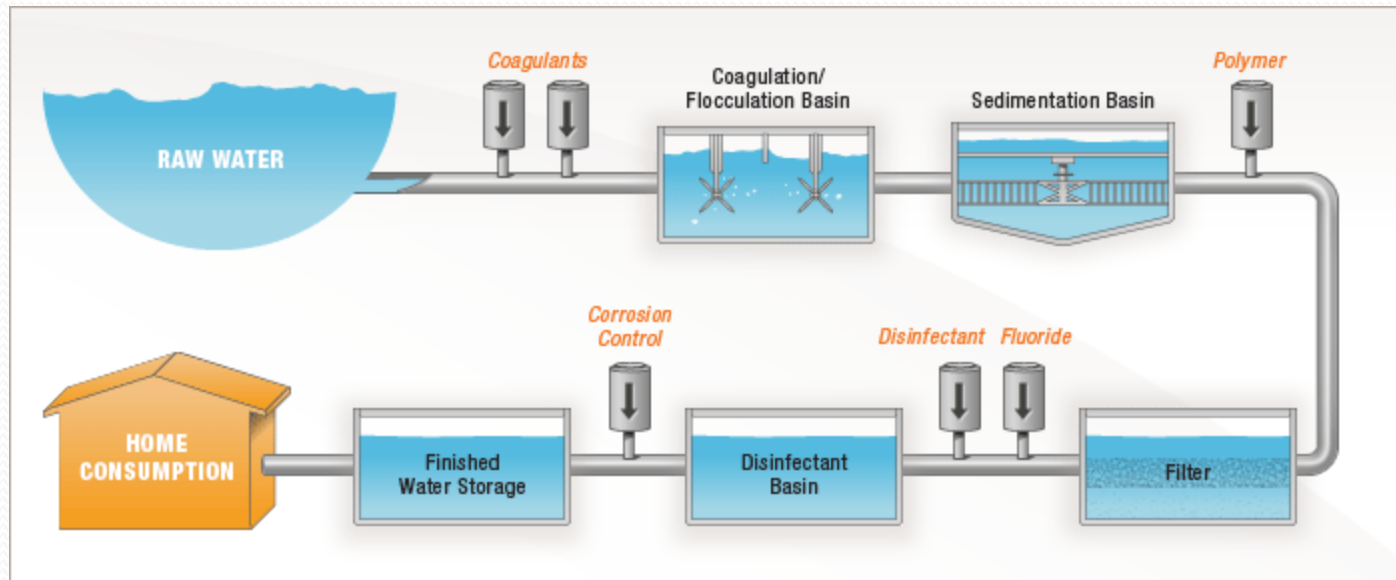 Coagulants
Coagulation/
Flocculation Basin
Sedimentation Basin
Polymer
RAW WATER
Corrosion
Control
Disinfectant
Fluoride
HOME
CONSUMPTION
Finished
Water Storage
Disinfectant
Basin
Filter